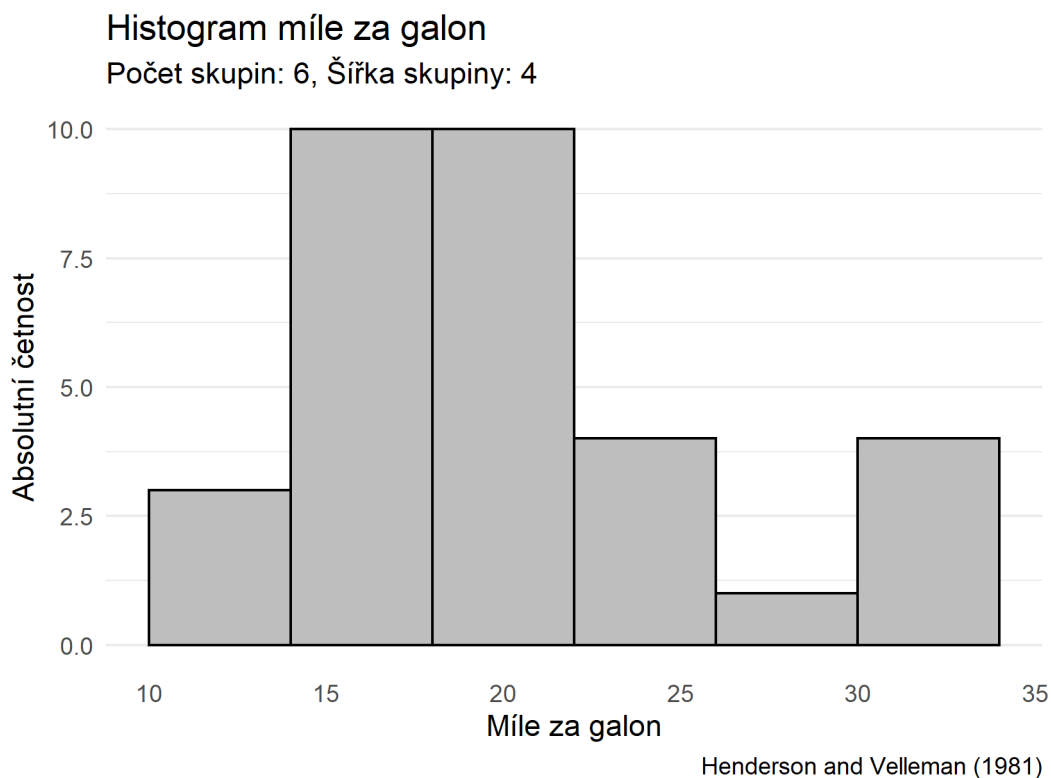 Histogram míle za galon
Počet skupin: 6, Šířka skupiny: 4
Absolutní četnost
10.0
7.5
5.0
2.5
0.0
10 15 20 25 30 35
Míle za galon
Henderson and Velleman (1981)